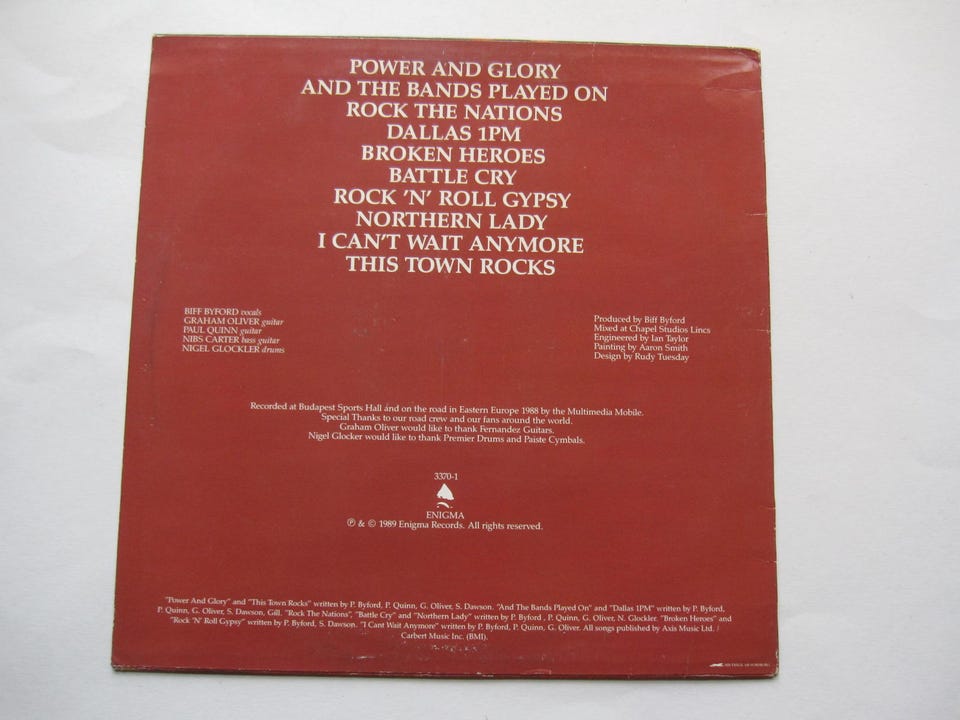 POWER AND GLORY
AND THE BANDS PLAYED ON
ROCK THE NATIONS
DALLAS 1PM
BROKEN HEROES
BATTLE CRY
ROCK 'N' ROLL GYPSY
NORTHERN LADY
I CAN'T WAIT ANYMORE
THIS TOWN ROCKS
BIFF BYFORD vocals
GRAHAM OLIVER guitar
PAUL QUINN guitar
NIBS CARTER bass guitar
NIGEL GLOCKLER drums
Produced by Biff Byford
Mixed at Chapel Studios Lincs
Engineered by Ian Taylor
Painting by Aaron Smith
Design by Rudy Tuesday
Recorded at Budapest Sports Hall and on the road in Eastern Europe 1988 by the Multimedia Mobile.
Special Thanks to our road crew and our fans around the world.
Graham Oliver would like to thank Fernandez Guitars.
Nigel Glocker would like to thank Premier Drums and Paiste Cymbals.
3370-1
ENIGMA
℗ & © 1989 Enigma Records. All rights reserved.
"Power And Glory" and "This Town Rocks" written by P. Byford, P. Quinn, G. Oliver, S. Dawson. "And The Bands Played On" and "Dallas 1PM" written by P. Byford,
P. Quinn, G. Oliver, S. Dawson, Gill. "Rock The Nations", "Battle Cry" and "Northern Lady" written by P. Byford , P. Quinn, G. Oliver, N. Glockler. "Broken Heroes" and
"Rock 'N' Roll Gypsy" written by P. Byford, S. Dawson. "I Cant Wait Anymore" written by P. Byford, P. Quinn, G. Oliver. All songs published by Axis Music Ltd. /
Carbert Music Inc. (BMI).